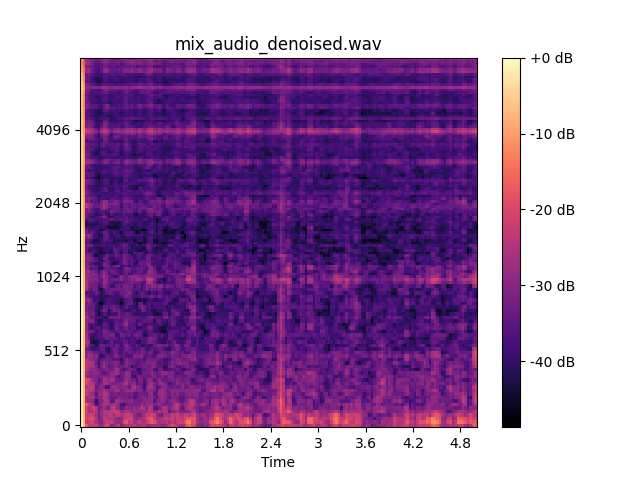 mix_audio_denoised.wav
+0 dB
-10 dB
-20 dB
-30 dB
-40 dB
4096
2048
1024
512
0
Hz
0 0.6 1.2 1.8 2.4 3 3.6 4.2 4.8
Time